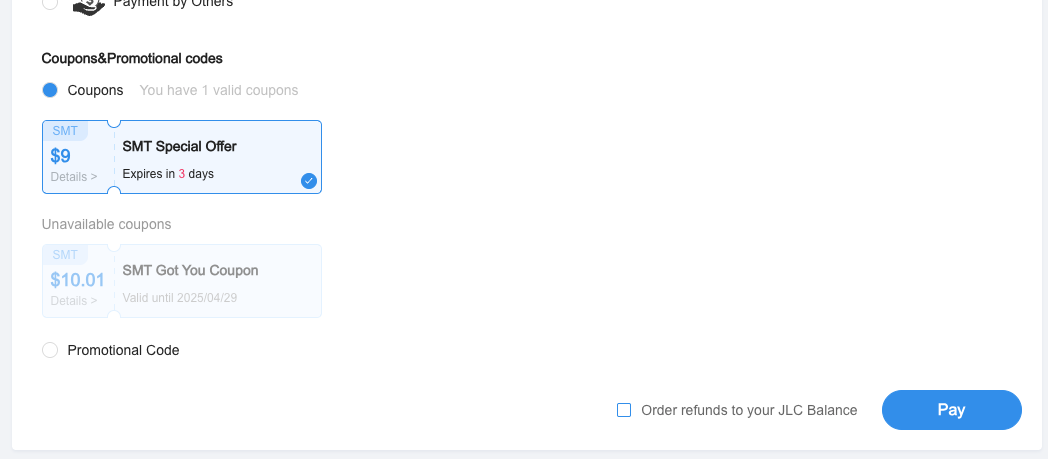 Payment by Others
Coupons&Promotional codes
Coupons You have 1 valid coupons
SMT
$9
Details >
SMT Special Offer
Expires in 3 days
Unavailable coupons
SMT
$10.01
Details >
SMT Got You Coupon
Valid until 2025/04/29
Promotional Code
Order refunds to your JLC Balance
Pay